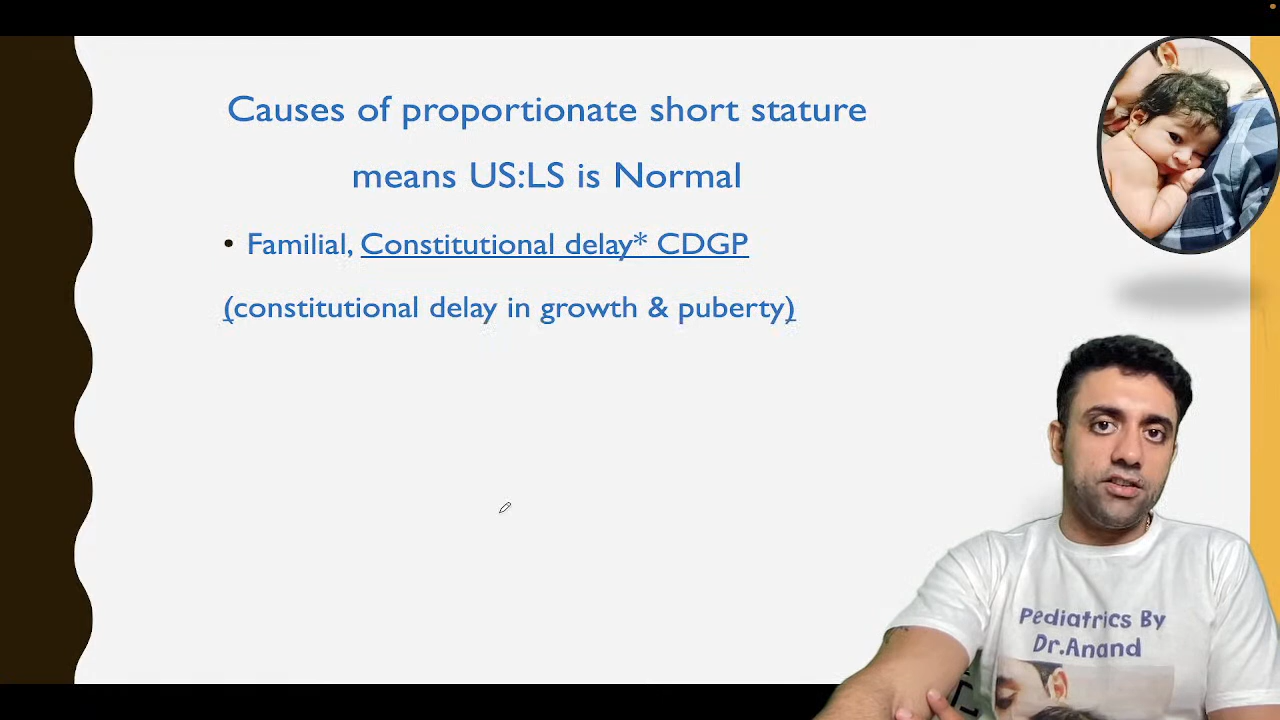 Causes of proportionate short stature
means US:LS is Normal
• Familial, Constitutional delay* CDGP
(constitutional delay in growth & puberty)
Pediatrics By
Dr.Anand